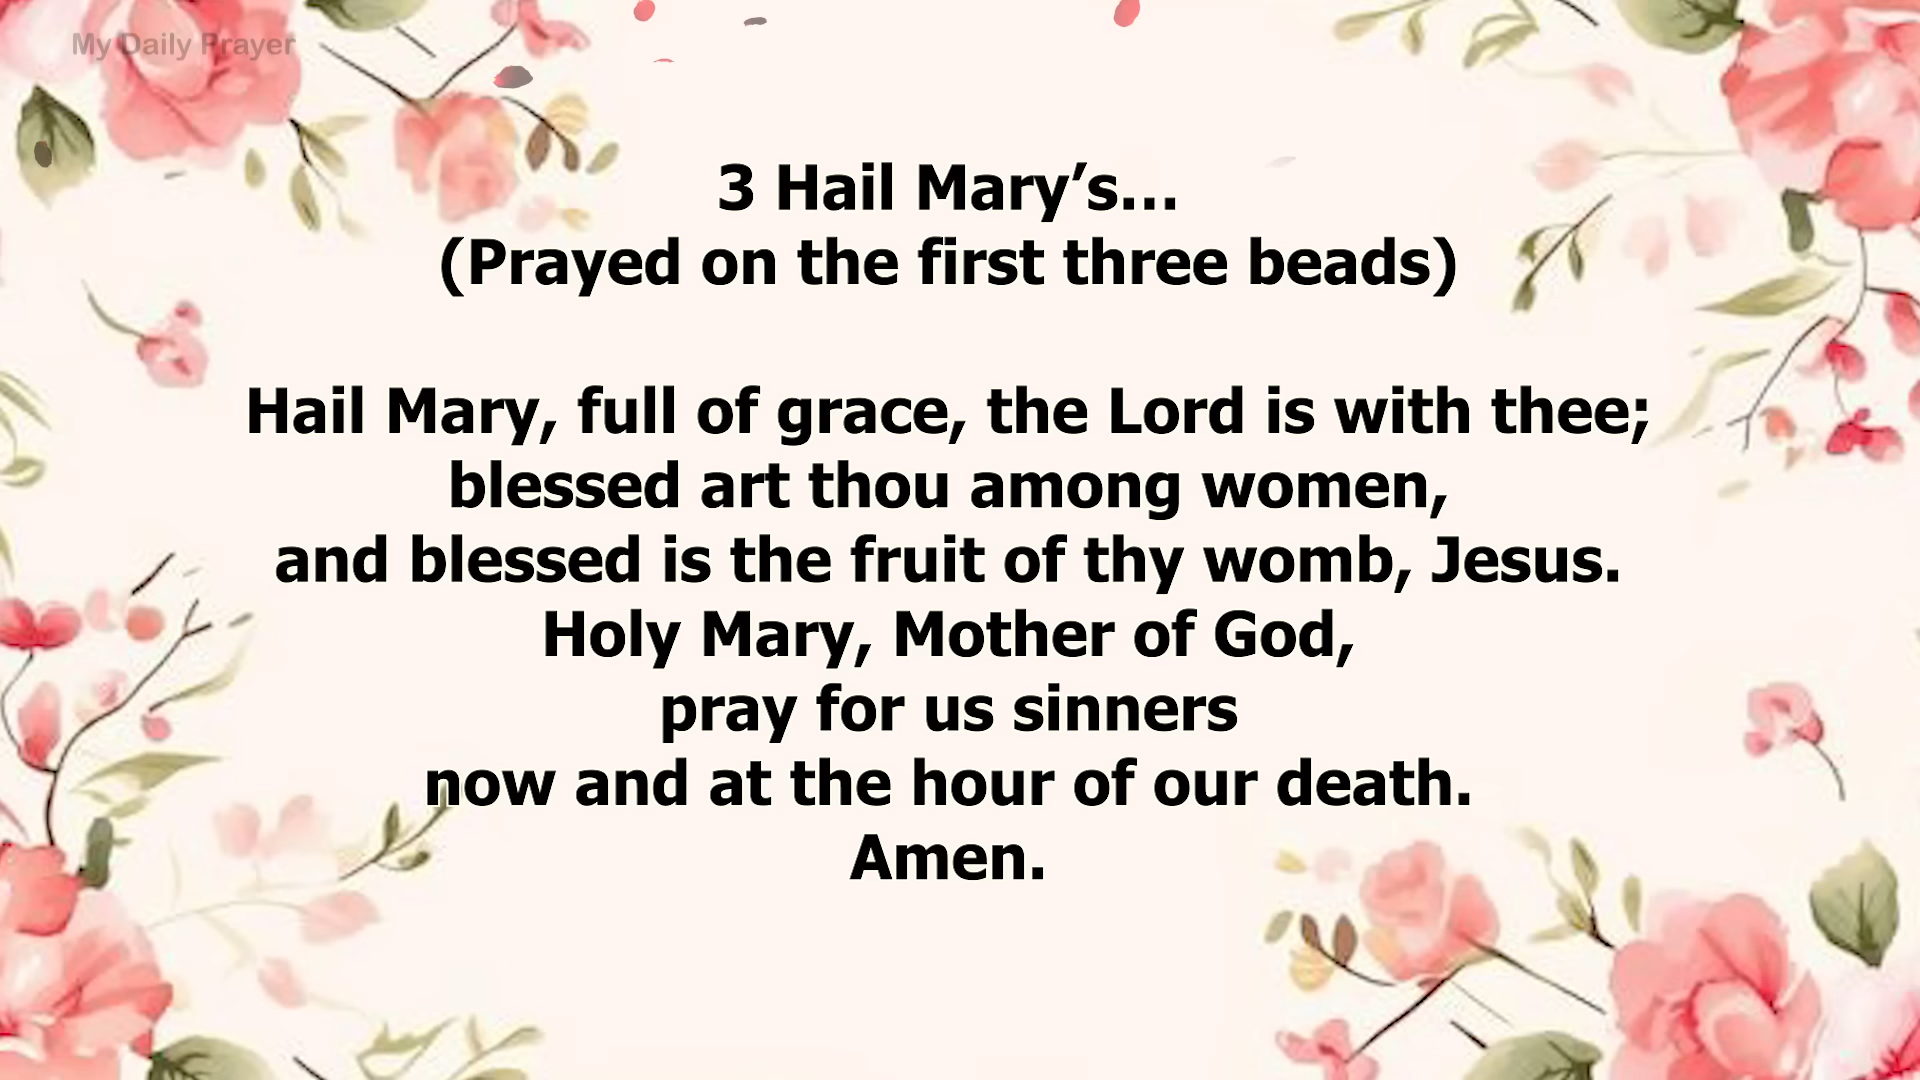 My Daily Prayer
3 Hail Mary’s...
(Prayed on the first three beads)
Hail Mary, full of grace, the Lord is with thee;
blessed art thou among women,
and blessed is the fruit of thy womb, Jesus.
Holy Mary, Mother of God,
pray for us sinners
now and at the hour of our death.
Amen.